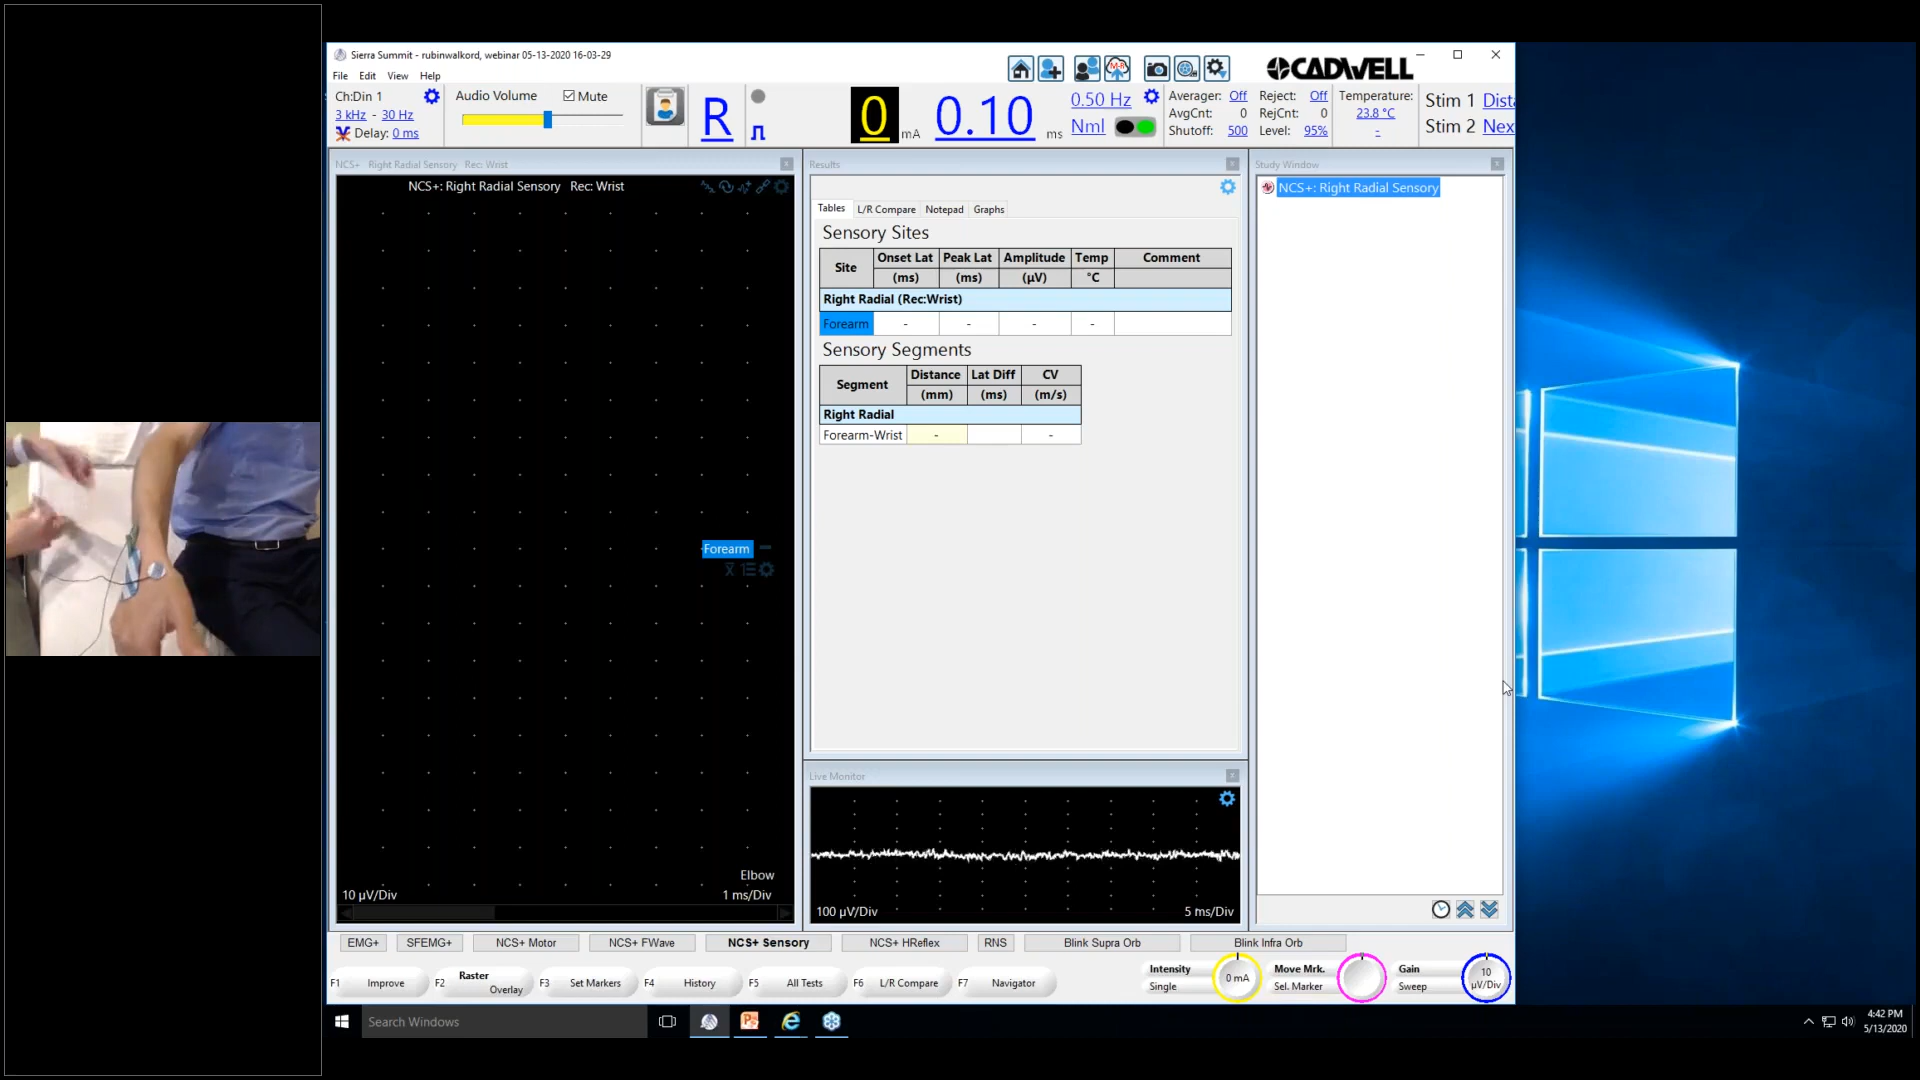 Sierra Summit - rubinwalkord, webinar 05-13-2020 16-03-29
File Edit View Help
CADWELL
Ch:Din 1
3 kHz - 30 Hz
Delay: 0 ms
Audio Volume
Mute
R
0 mA
0.10 ms
0.50 Hz
Nml
Averager: Off
AvgCnt: 0
Shutoff: 500
Reject: Off
RejCnt: 0
Level: 95%
Temperature:
23.8 °C
-
Stim 1 Dista
Stim 2 Nex
NCS+ Right Radial Sensory Rec: Wrist
NCS+: Right Radial Sensory Rec: Wrist
Forearm
Elbow
10 µV/Div
1 ms/Div
Results
Tables L/R Compare Notepad Graphs
Sensory Sites
Site Onset Lat Peak Lat Amplitude Temp Comment
(ms) (ms) (µV) °C
Right Radial (Rec:Wrist)
Forearm - - - -
Sensory Segments
Segment Distance Lat Diff CV
(mm) (ms) (m/s)
Right Radial
Forearm-Wrist - -
Live Monitor
100 µV/Div
5 ms/Div
Study Window
NCS+: Right Radial Sensory
EMG+ SFEMG+ NCS+ Motor NCS+ FWave NCS+ Sensory NCS+ HReflex RNS Blink Supra Orb Blink Infra Orb
F1 Improve
F2 Raster
Overlay
F3 Set Markers
F4 History
F5 All Tests
F6 L/R Compare
F7 Navigator
Intensity
Single
0 mA
Move Mrk.
Sel. Marker
Gain
Sweep
10
µV/Div
Search Windows
4:42 PM
5/13/2020